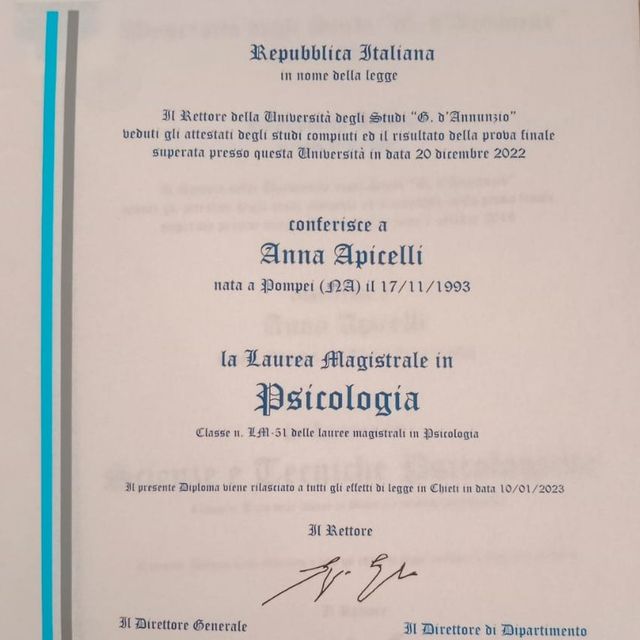 Repubblica Italiana
in nome della legge
Il Rettore della Università degli Studi "G. d'Annunzio"
veduti gli attestati degli studi compiuti ed il risultato della prova finale
superata presso questa Università in data 20 dicembre 2022
conferisce a
Anna Apicelli
nata a Pompei (NA) il 17/11/1993
la Laurea Magistrale in
Psicologia
Classe n. LM-51 delle lauree magistrali in Psicologia
Il presente Diploma viene rilasciato a tutti gli effetti di legge in Chieti in data 10/01/2023
Il Rettore
Il Direttore Generale
Il Direttore di Dipartimento